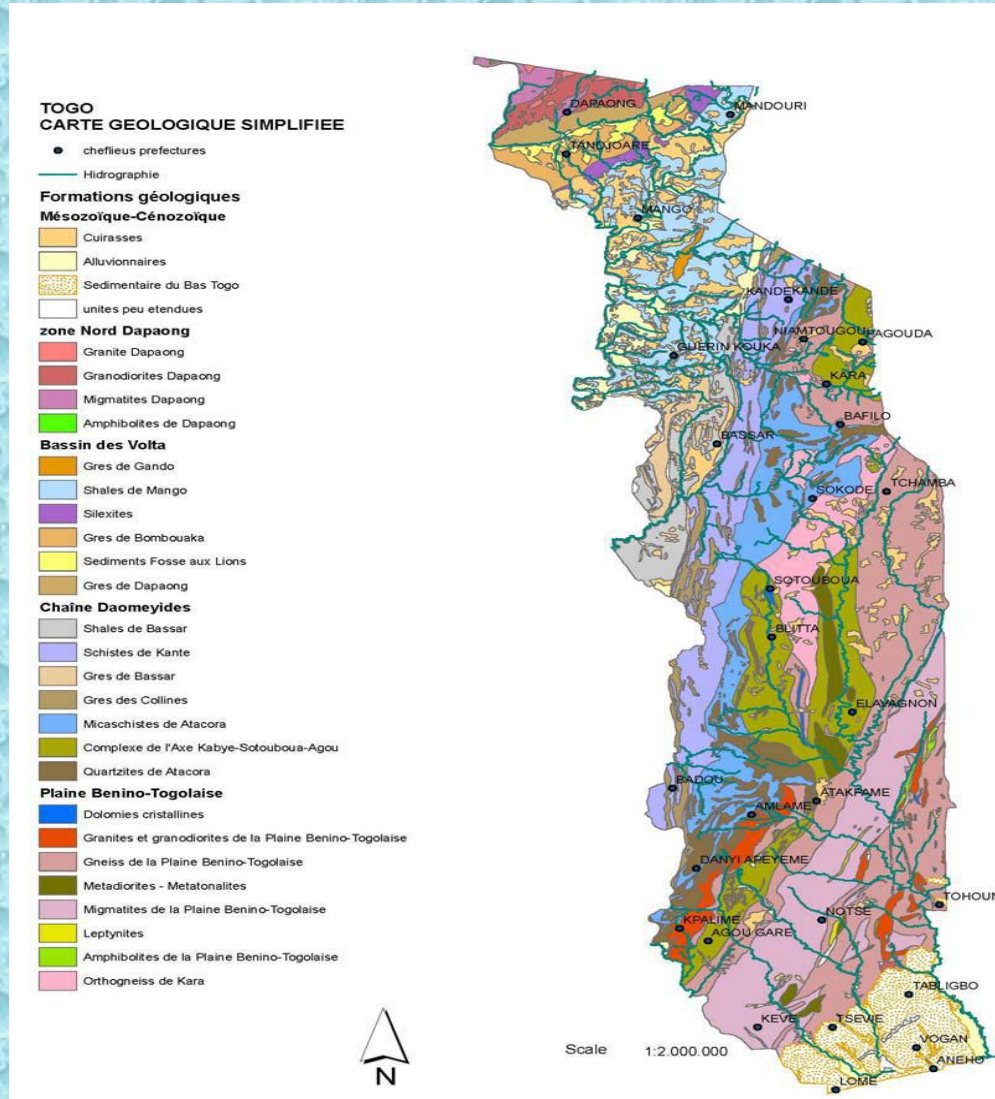 TOGO
CARTE GEOLOGIQUE SIMPLIFIEE
cheflieus prefectures
Hidrographie
Formations géologiques
Mésozoïque-Cénozoïque
Cuirasses
Alluvionnaires
Sedimentaire du Bas Togo
unites peu etendues
zone Nord Dapaong
Granite Dapaong
Granodiorites Dapaong
Migmatites Dapaong
Amphibolites de Dapaong
Bassin des Volta
Gres de Gando
Shales de Mango
Silexites
Gres de Bombouaka
Sediments Fosse aux Lions
Gres de Dapaong
Chaîne Daomeyides
Shales de Bassar
Schistes de Kante
Gres de Bassar
Gres des Collines
Micaschistes de Atacora
Complexe de l'Axe Kabye-Sotouboua-Agou
Quartzites de Atacora
Plaine Benino-Togolaise
Dolomies cristallines
Granites et granodiorites de la Plaine Benino-Togolaise
Gneiss de la Plaine Benino-Togolaise
Metadiorites - Metatonalites
Migmatites de la Plaine Benino-Togolaise
Leptynites
Amphibolites de la Plaine Benino-Togolaise
Orthogneiss de Kara
N
Scale 1:2.000.000
DAPAONG
MANDOURI
TANDJOARE
MANGO
KANDEKANDE
NIAMTOUGOU
PAGOUDA
GUERIN KOUKA
KARA
BAFILO
BASSAR
SOKODE
TCHAMBA
SOTOUBOUA
BLITTA
ELAVAGNON
BADOU
ATAKPAME
AMLAME
DANYI APEYEME
TOHOUN
KPALIME
NOTSE
AGOU GARE
TABLIGBO
KEVE
TSEVIE
VOGAN
ANEHO
LOME